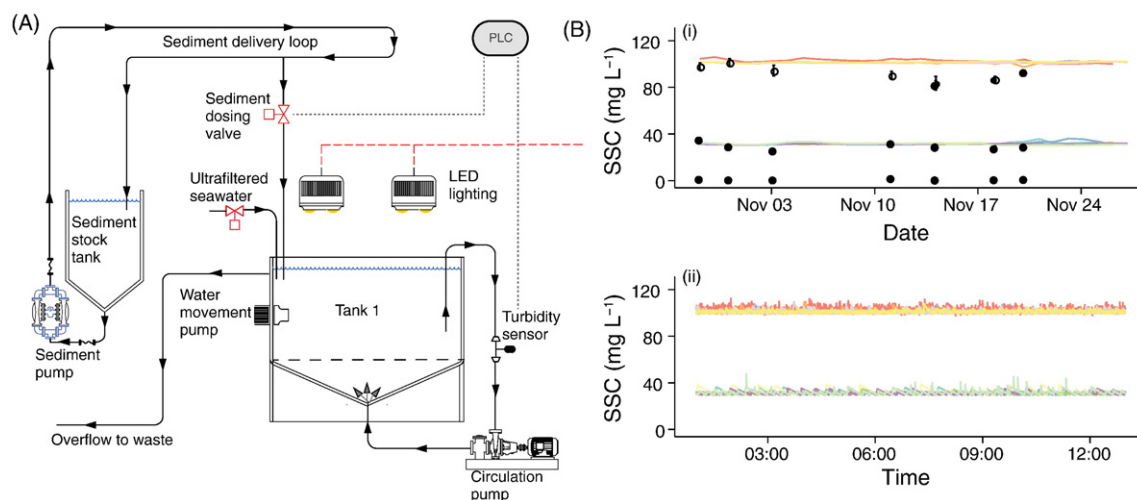 (A)
Sediment delivery loop
PLC
Sediment
dosing
valve
Ultrafiltered
seawater
LED
lighting
Sediment
stock
tank
Water
movement
pump
Tank 1
Turbidity
sensor
Sediment
pump
Overflow to waste
Circulation
pump
(B)
(i)
SSC (mg L⁻¹)
120
80
40
0
Nov 03
Nov 10
Nov 17
Nov 24
Date
(ii)
SSC (mg L⁻¹)
120
80
40
0
03:00
06:00
09:00
12:00
Time